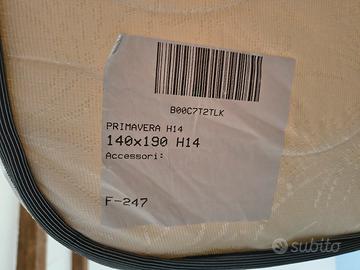 B00C7T2TLK
PRIMAVERA H14
140x190 H14
Accessori:
F-247
subito